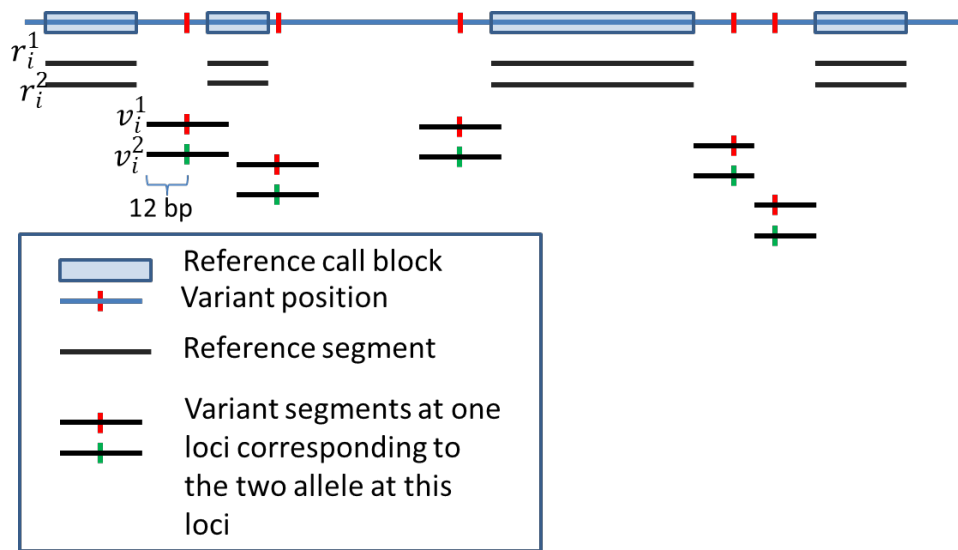 r_i^1
r_i^2
v_i^1
v_i^2
12 bp
Reference call block
Variant position
Reference segment
Variant segments at one
loci corresponding to
the two allele at this
loci